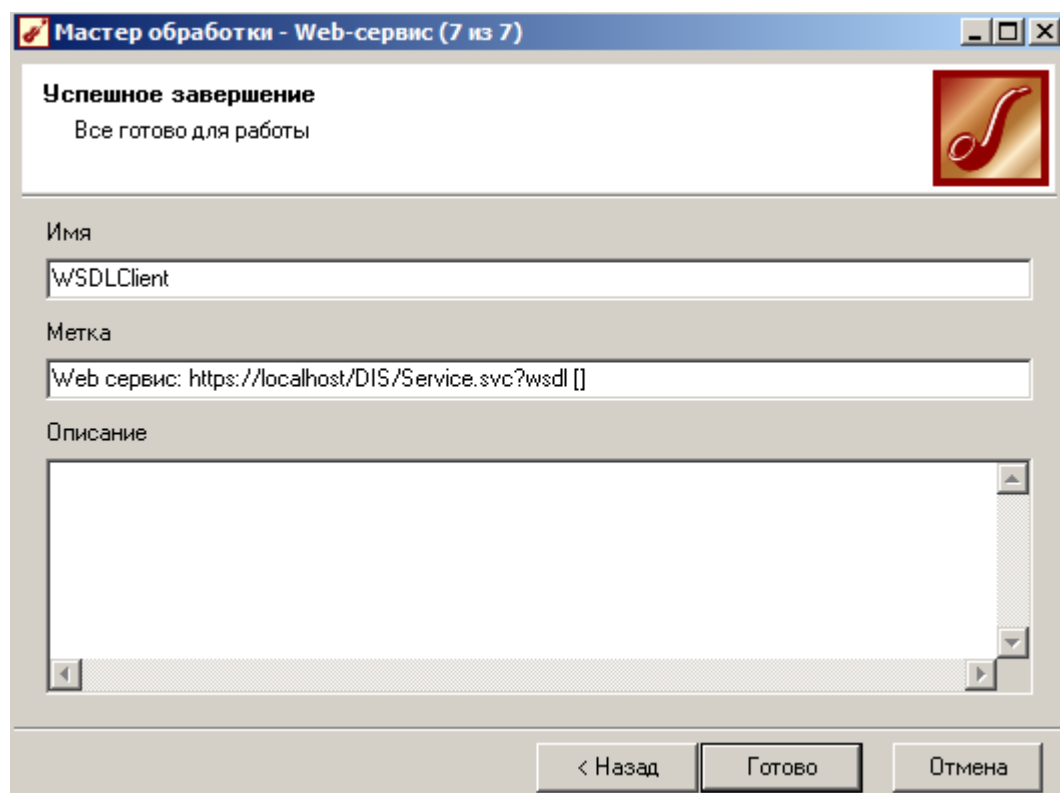 Мастер обработки - Web-сервис (7 из 7)
Успешное завершение
Все готово для работы
Имя
WSDLClient
Метка
Web сервис: https://localhost/DIS/Service.svc?wsdl []
Описание
< Назад
Готово
Отмена